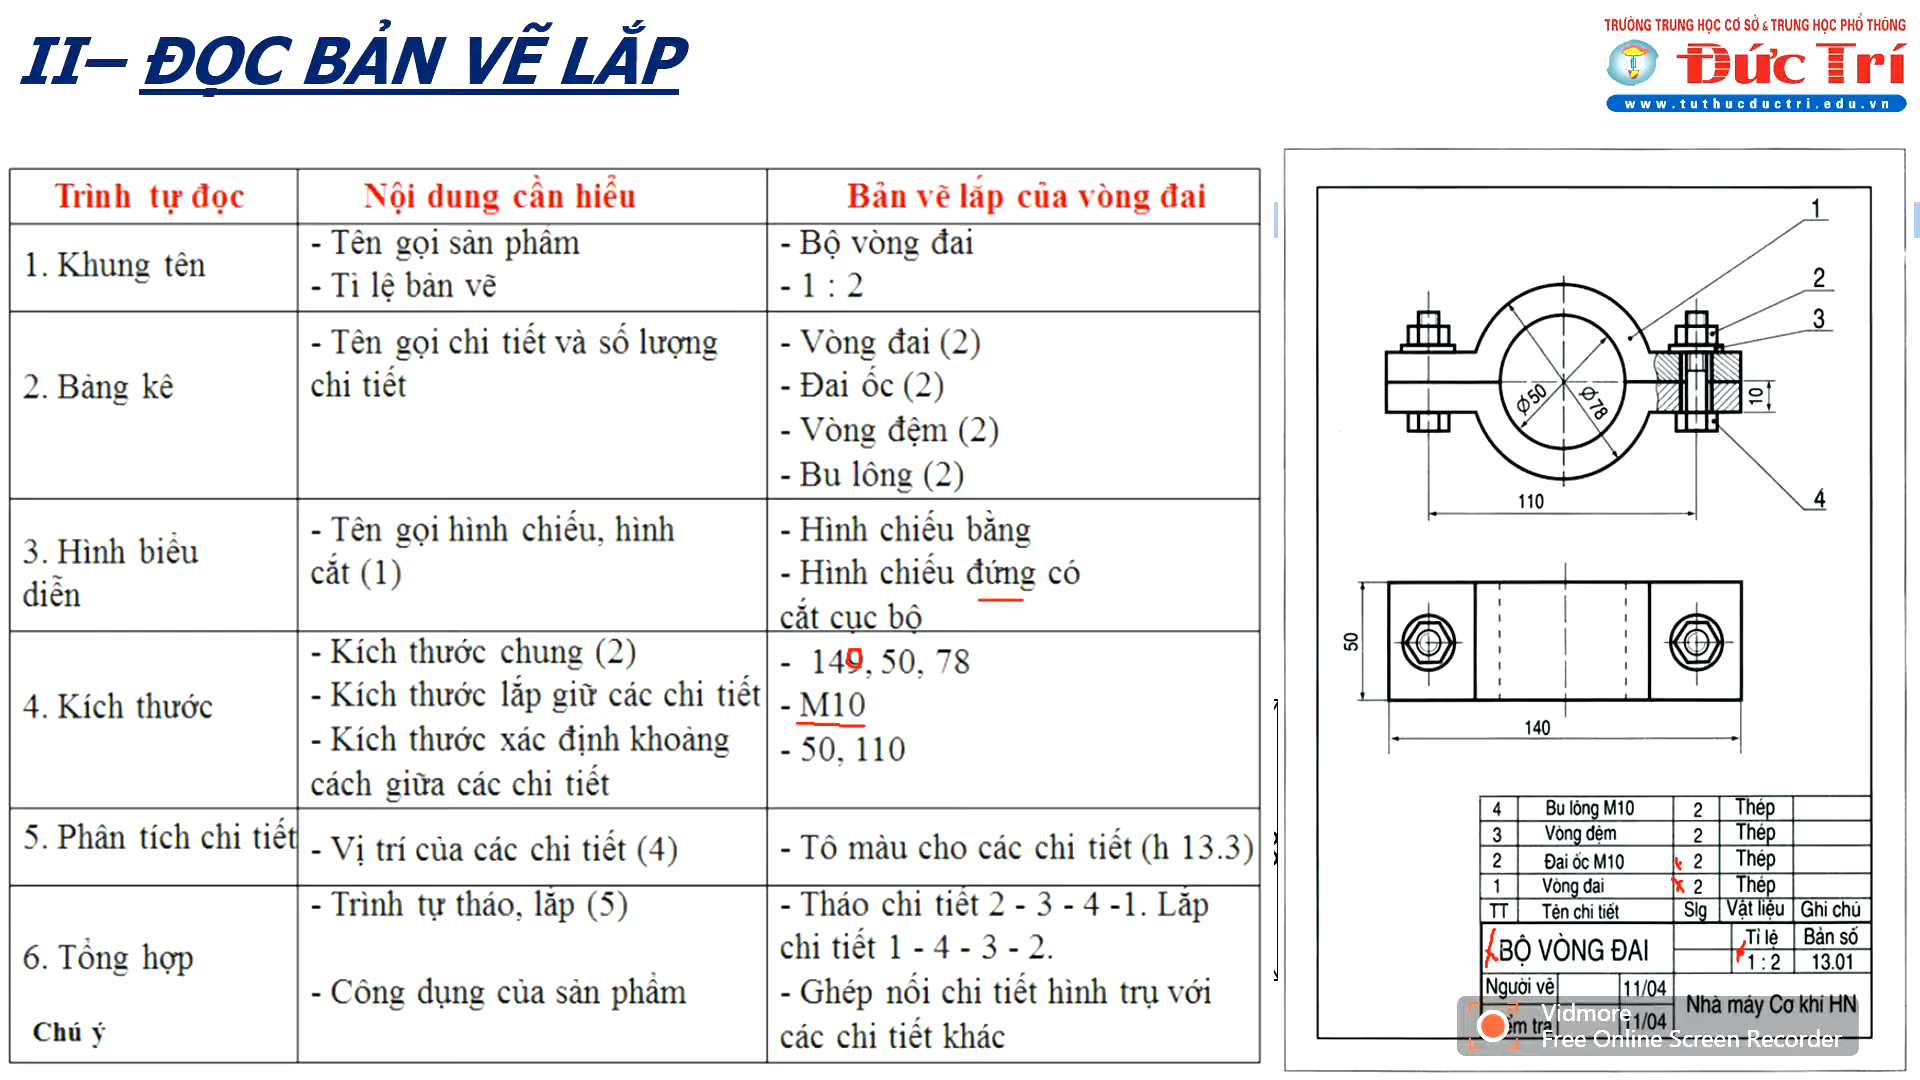 II– ĐỌC BẢN VẼ LẮP
TRƯỜNG TRUNG HỌC CƠ SỞ & TRUNG HỌC PHỔ THÔNG
Đức Trí
www.tuthucductri.edu.vn
Trình tự đọc
Nội dung cần hiểu
Bản vẽ lắp của vòng đai
1. Khung tên
- Tên gọi sản phẩm
- Tỉ lệ bản vẽ
- Bộ vòng đai
- 1 : 2
2. Bảng kê
- Tên gọi chi tiết và số lượng
chi tiết
- Vòng đai (2)
- Đai ốc (2)
- Vòng đệm (2)
- Bu lông (2)
3. Hình biểu
diễn
- Tên gọi hình chiếu, hình
cắt (1)
- Hình chiếu bằng
- Hình chiếu đứng có
cắt cục bộ
4. Kích thước
- Kích thước chung (2)
- Kích thước lắp giữ các chi tiết
- Kích thước xác định khoảng
cách giữa các chi tiết
- 140, 50, 78
- M10
- 50, 110
5. Phân tích chi tiết
- Vị trí của các chi tiết (4)
- Tô màu cho các chi tiết (h 13.3)
6. Tổng hợp
Chú ý
- Trình tự tháo, lắp (5)
- Công dụng của sản phẩm
- Tháo chi tiết 2 - 3 - 4 -1. Lắp
chi tiết 1 - 4 - 3 - 2.
- Ghép nối chi tiết hình trụ với
các chi tiết khác
1
2
3
4
Ø50
Ø78
10
110
50
140
4 Bu lông M10 2 Thép
3 Vòng đệm 2 Thép
2 Đai ốc M10 2 Thép
1 Vòng đai 2 Thép
TT Tên chi tiết Slg Vật liệu Ghi chú
BỘ VÒNG ĐAI
Tỉ lệ Bản số
1 : 2 13.01
Người vẽ 11/04
11/04
Nhà máy Cơ khí HN
Vidmore
Free Online Screen Recorder